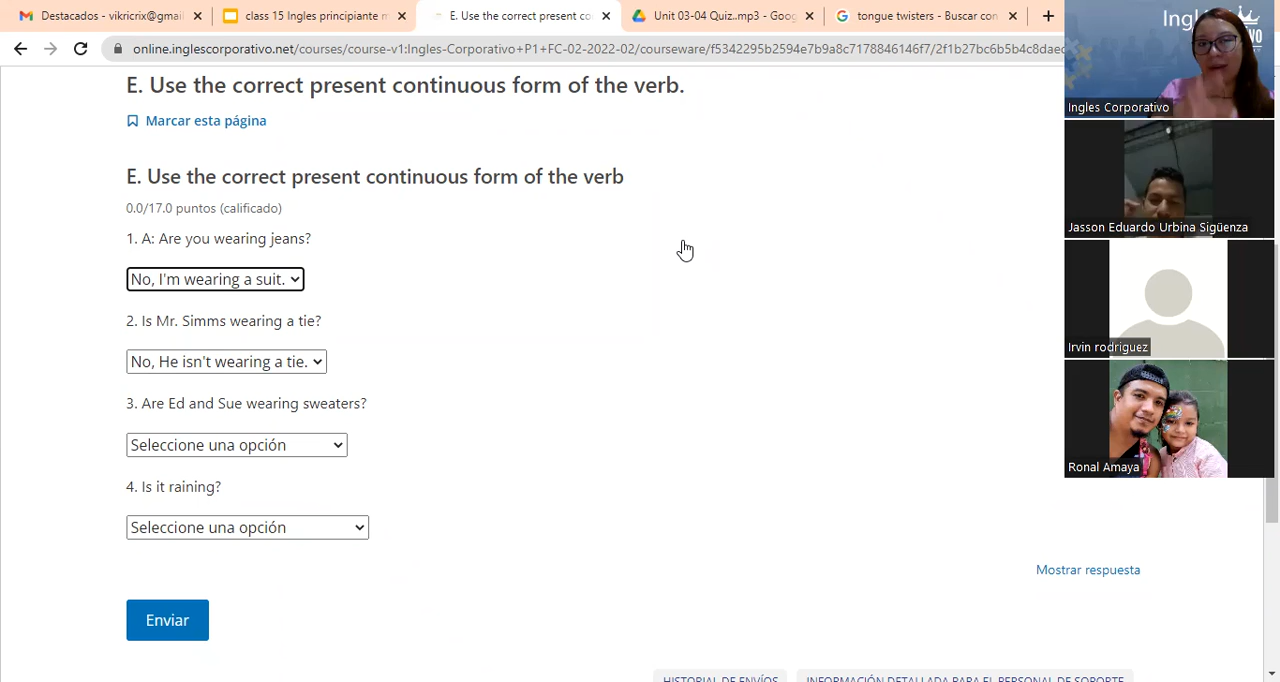 Destacados - vikricrix@gmai
class 15 Ingles principiante m
E. Use the correct present co
Unit 03-04 Quiz..mp3 - Goo
tongue twisters - Buscar con
online.inglescorporativo.net/courses/course-v1:Ingles-Corporativo+P1+FC-02-2022-02/courseware/f5342295b2594e7b9a8c7178846146f7/2f1b27bc6b5b4c8daed
E. Use the correct present continuous form of the verb.
Marcar esta página
E. Use the correct present continuous form of the verb
0.0/17.0 puntos (calificado)
1. A: Are you wearing jeans?
No, I'm wearing a suit.
2. Is Mr. Simms wearing a tie?
No, He isn't wearing a tie.
3. Are Ed and Sue wearing sweaters?
Seleccione una opción
4. Is it raining?
Seleccione una opción
Mostrar respuesta
Enviar
HISTORIAL DE ENVÍOS
INFORMACIÓN DETALLADA PARA EL PERSONAL DE SOPORTE
Ingles Corporativo
Jasson Eduardo Urbina Sigüenza
Irvin rodriguez
Ronal Amaya